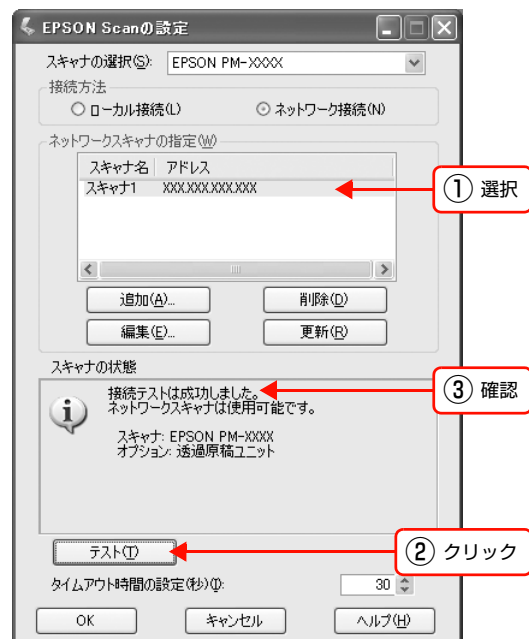 EPSON Scanの設定
スキャナの選択(S): EPSON PM-XXXX
接続方法
ローカル接続(L) ネットワーク接続(N)
ネットワークスキャナの指定(W)
スキャナ名 アドレス
スキャナ1 XXX.XXX.XXX.XXX
① 選択
追加(A)... 削除(D)
編集(E)... 更新(R)
スキャナの状態
接続テストは成功しました。
ネットワークスキャナは使用可能です。
③ 確認
スキャナ: EPSON PM-XXXX
オプション: 透過原稿ユニット
テスト(T)
② クリック
タイムアウト時間の設定(秒)(I): 30
OK キャンセル ヘルプ(H)